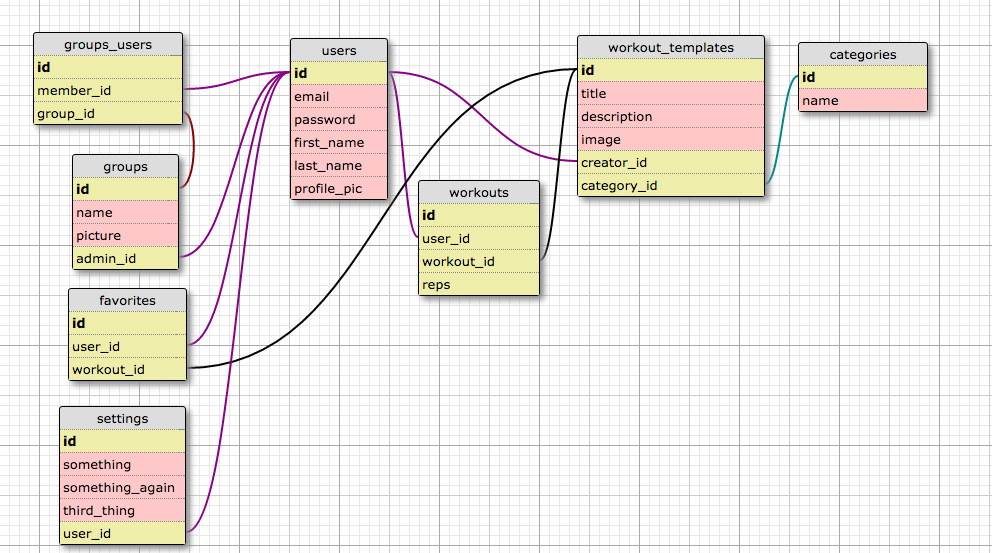 groups_users
id
member_id
group_id
groups
id
name
picture
admin_id
favorites
id
user_id
workout_id
settings
id
something
something_again
third_thing
user_id
users
id
email
password
first_name
last_name
profile_pic
workouts
id
user_id
workout_id
reps
workout_templates
id
title
description
image
creator_id
category_id
categories
id
name